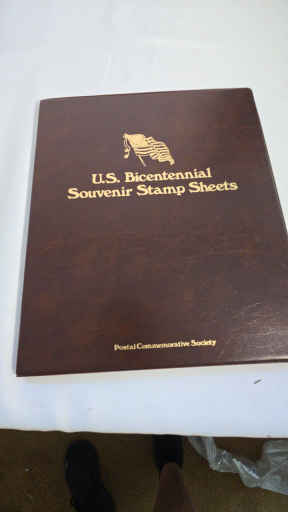 U.S. Bicentennial
Souvenir Stamp Sheets
Postal Commemorative Society